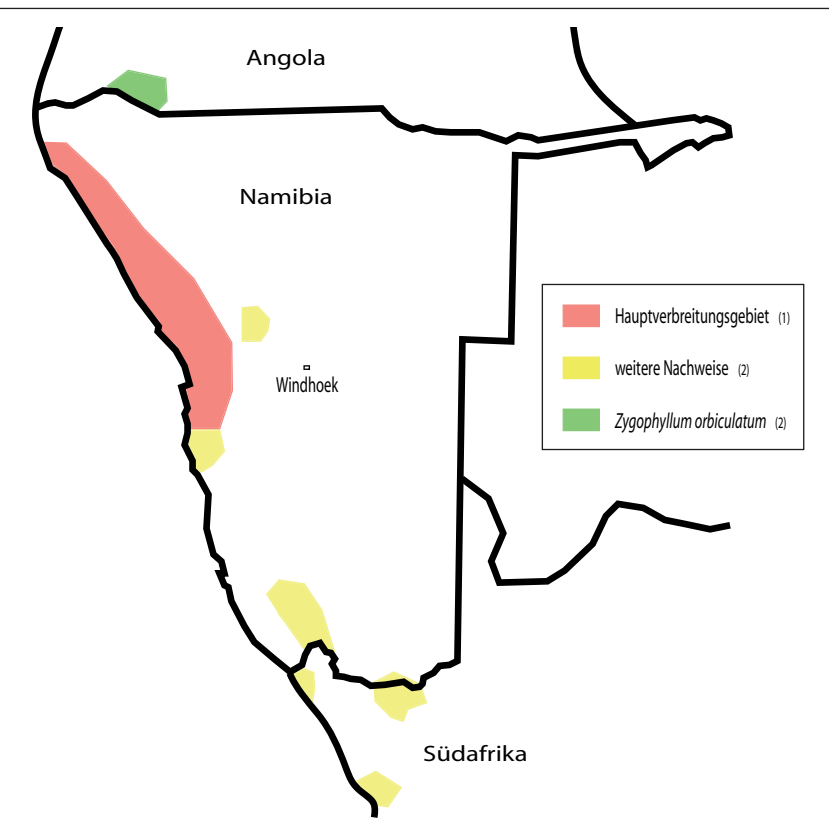 Angola
Namibia
Windhoek
Hauptverbreitungsgebiet (1)
weitere Nachweise (2)
Zygophyllum orbiculatum (2)
Südafrika